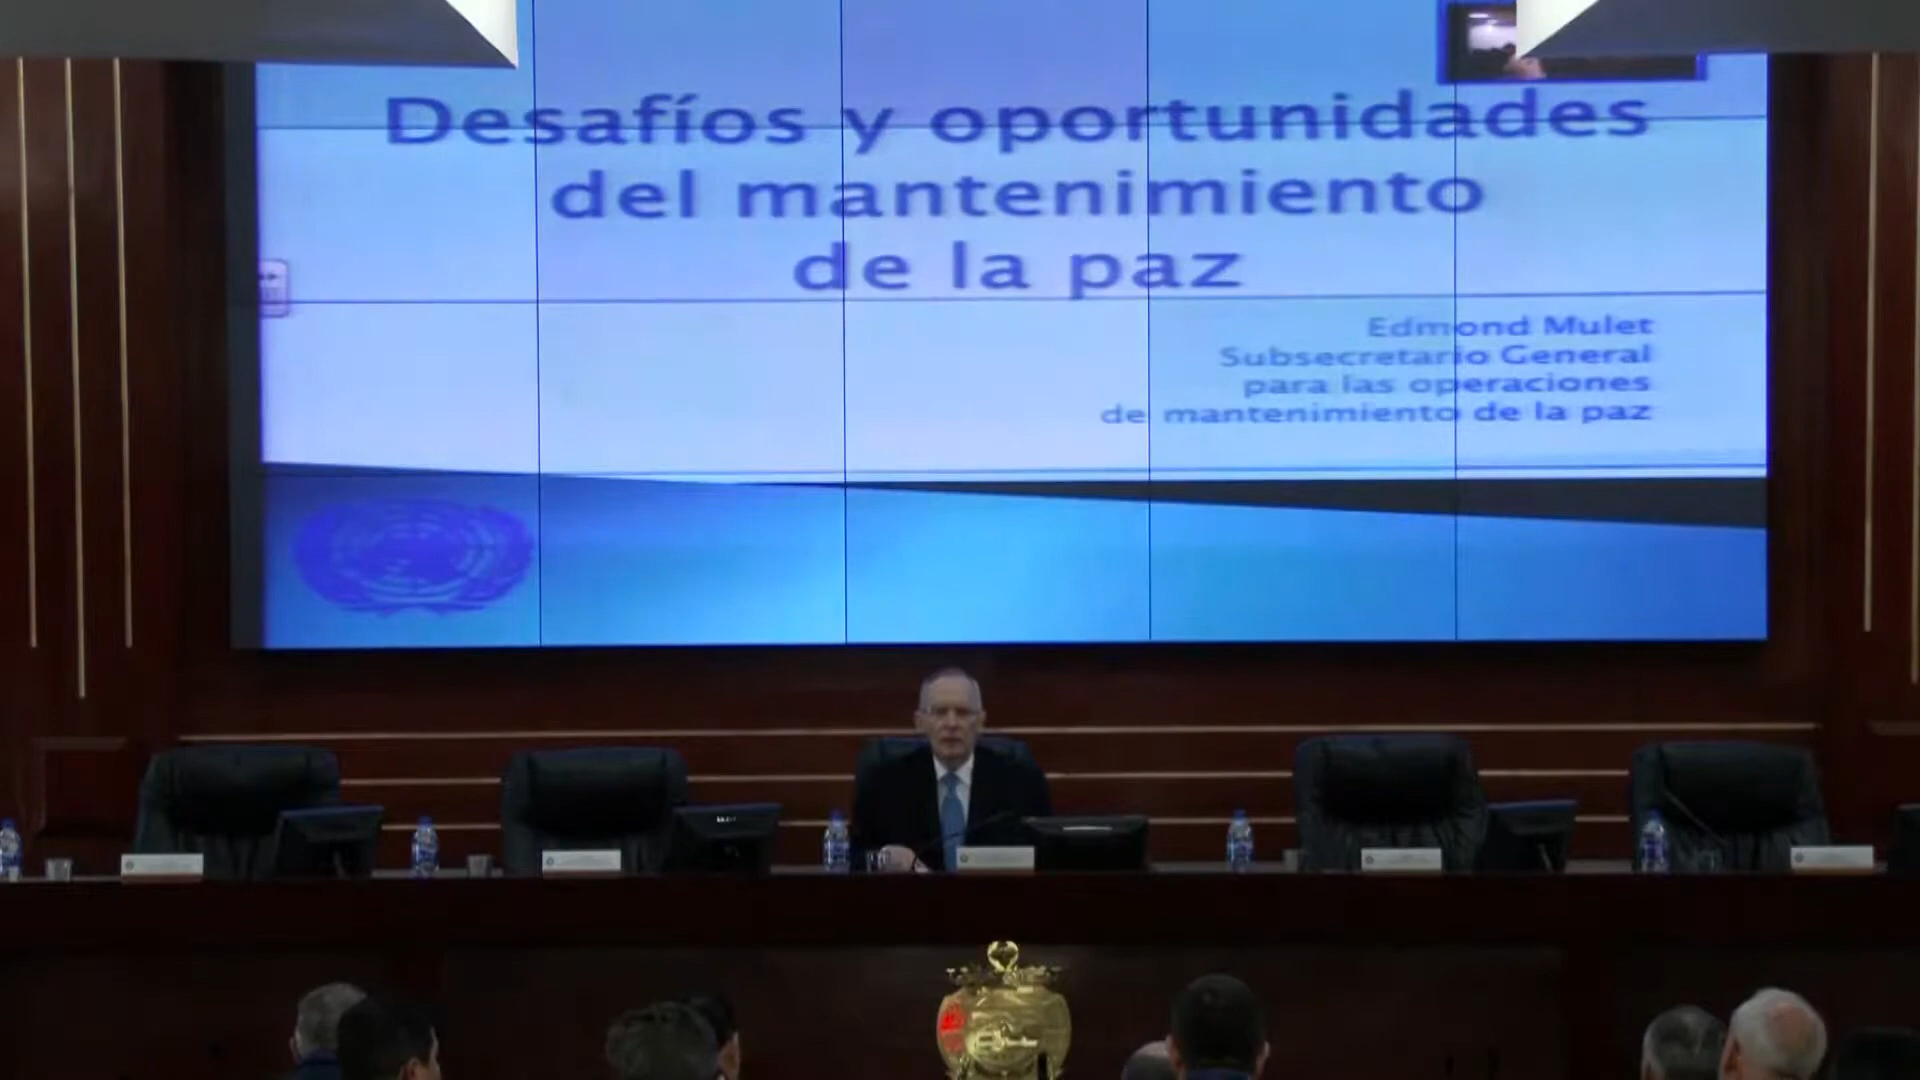 Desafíos y oportunidades
del mantenimiento
de la paz
Edmond Mulet
Subsecretario General
para las operaciones
de mantenimiento de la paz